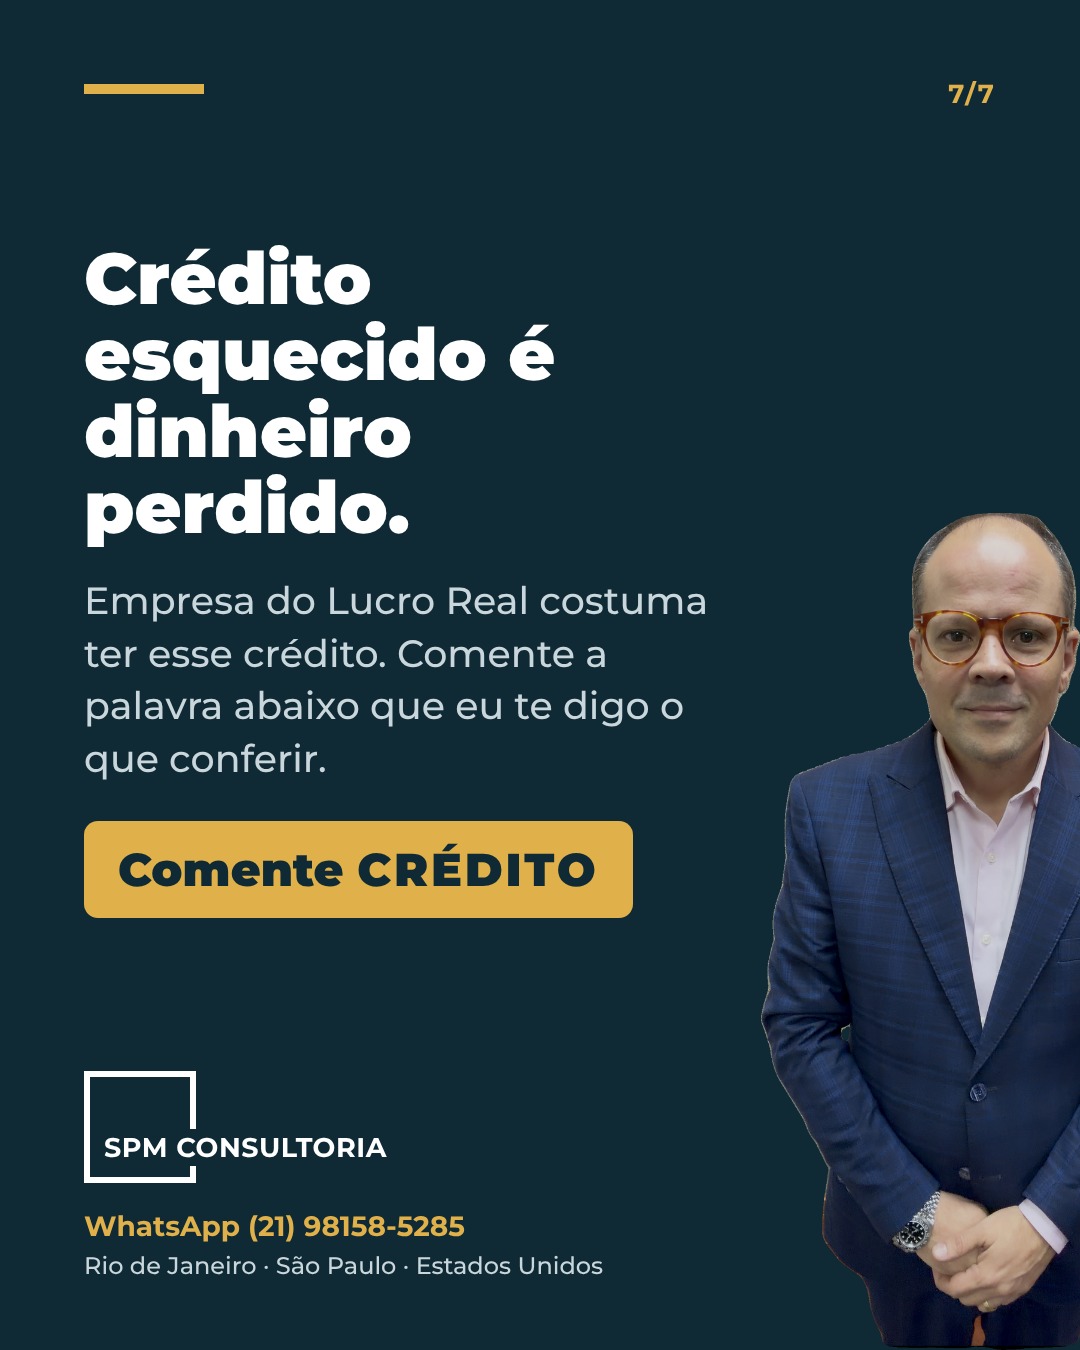 7/7
Crédito
esquecido é
dinheiro
perdido.
Empresa do Lucro Real costuma
ter esse crédito. Comente a
palavra abaixo que eu te digo o
que conferir.
Comente CRÉDITO
SPM CONSULTORIA
WhatsApp (21) 98158-5285
Rio de Janeiro · São Paulo · Estados Unidos